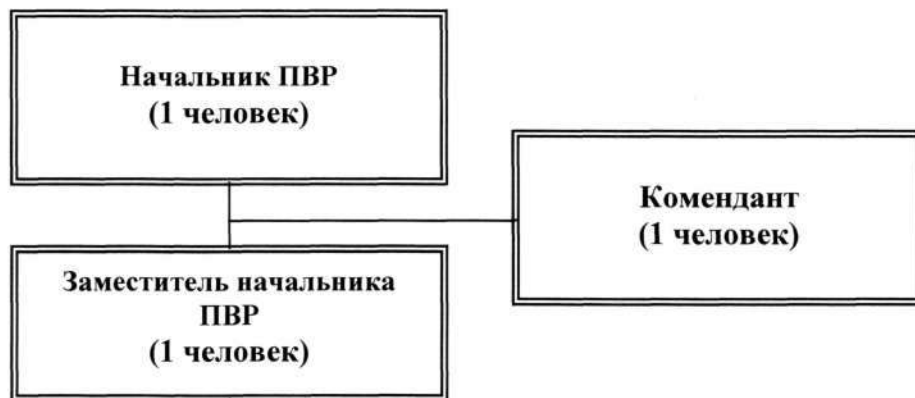 Начальник ПВР
(1 человек)
Комендант
(1 человек)
Заместитель начальника
ПВР
(1 человек)